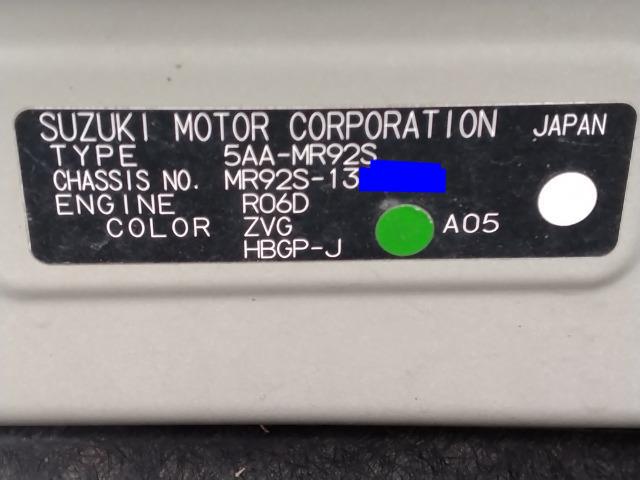 SUZUKI MOTOR CORPORATION JAPAN
TYPE 5AA-MR92S
CHASSIS NO. MR92S-13
ENGINE R06D
COLOR ZVG A05
HBGP-J